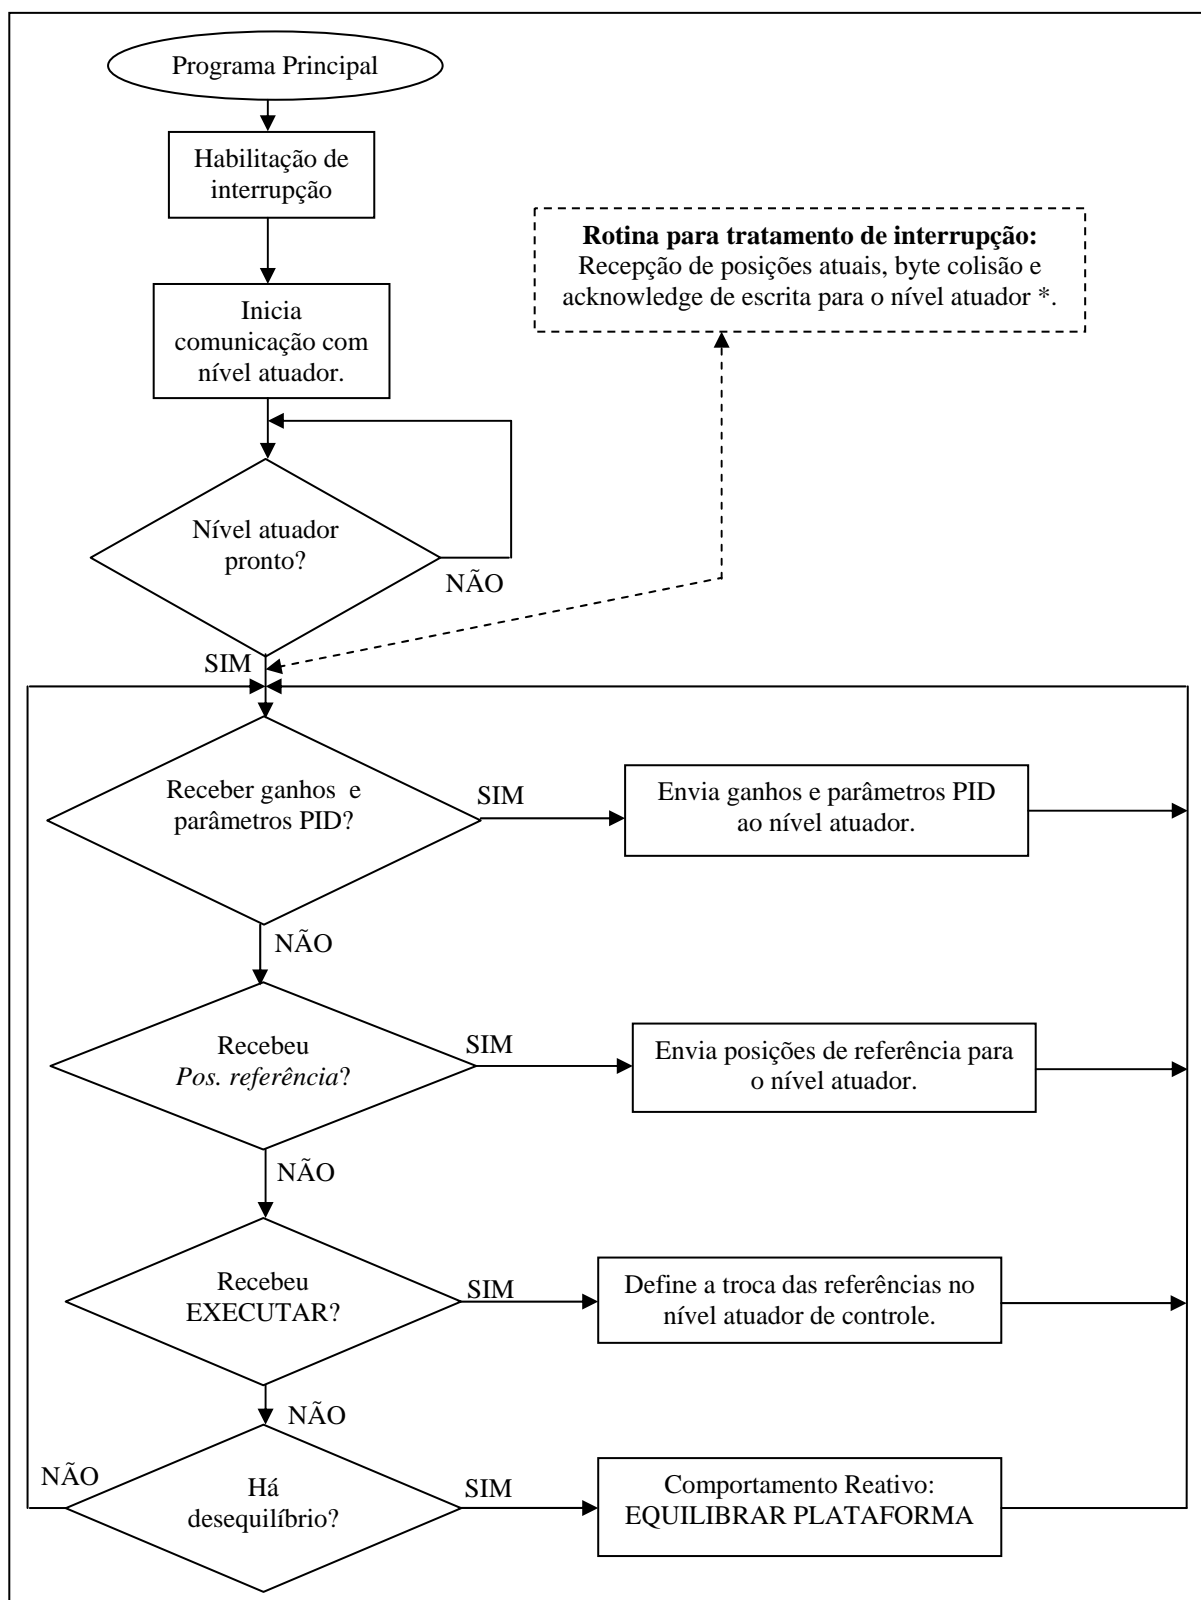 Programa Principal
Habilitação de
interrupção
Rotina para tratamento de interrupção:
Recepção de posições atuais, byte colisão e
acknowledge de escrita para o nível atuador *.
Inicia
comunicação com
nível atuador.
Nível atuador
pronto?
NÃO
SIM
Receber ganhos e
parâmetros PID?
SIM
Envia ganhos e parâmetros PID
ao nível atuador.
NÃO
Recebeu
Pos. referência?
SIM
Envia posições de referência para
o nível atuador.
NÃO
Recebeu
EXECUTAR?
SIM
Define a troca das referências no
nível atuador de controle.
NÃO
NÃO
Há
desequilíbrio?
SIM
Comportamento Reativo:
EQUILIBRAR PLATAFORMA